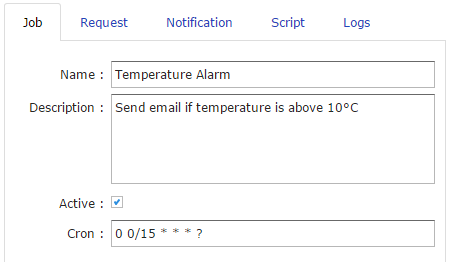 Job Request Notification Script Logs
Name : Temperature Alarm
Description : Send email if temperature is above 10°C
Active :
Cron : 0 0/15 * * * ?